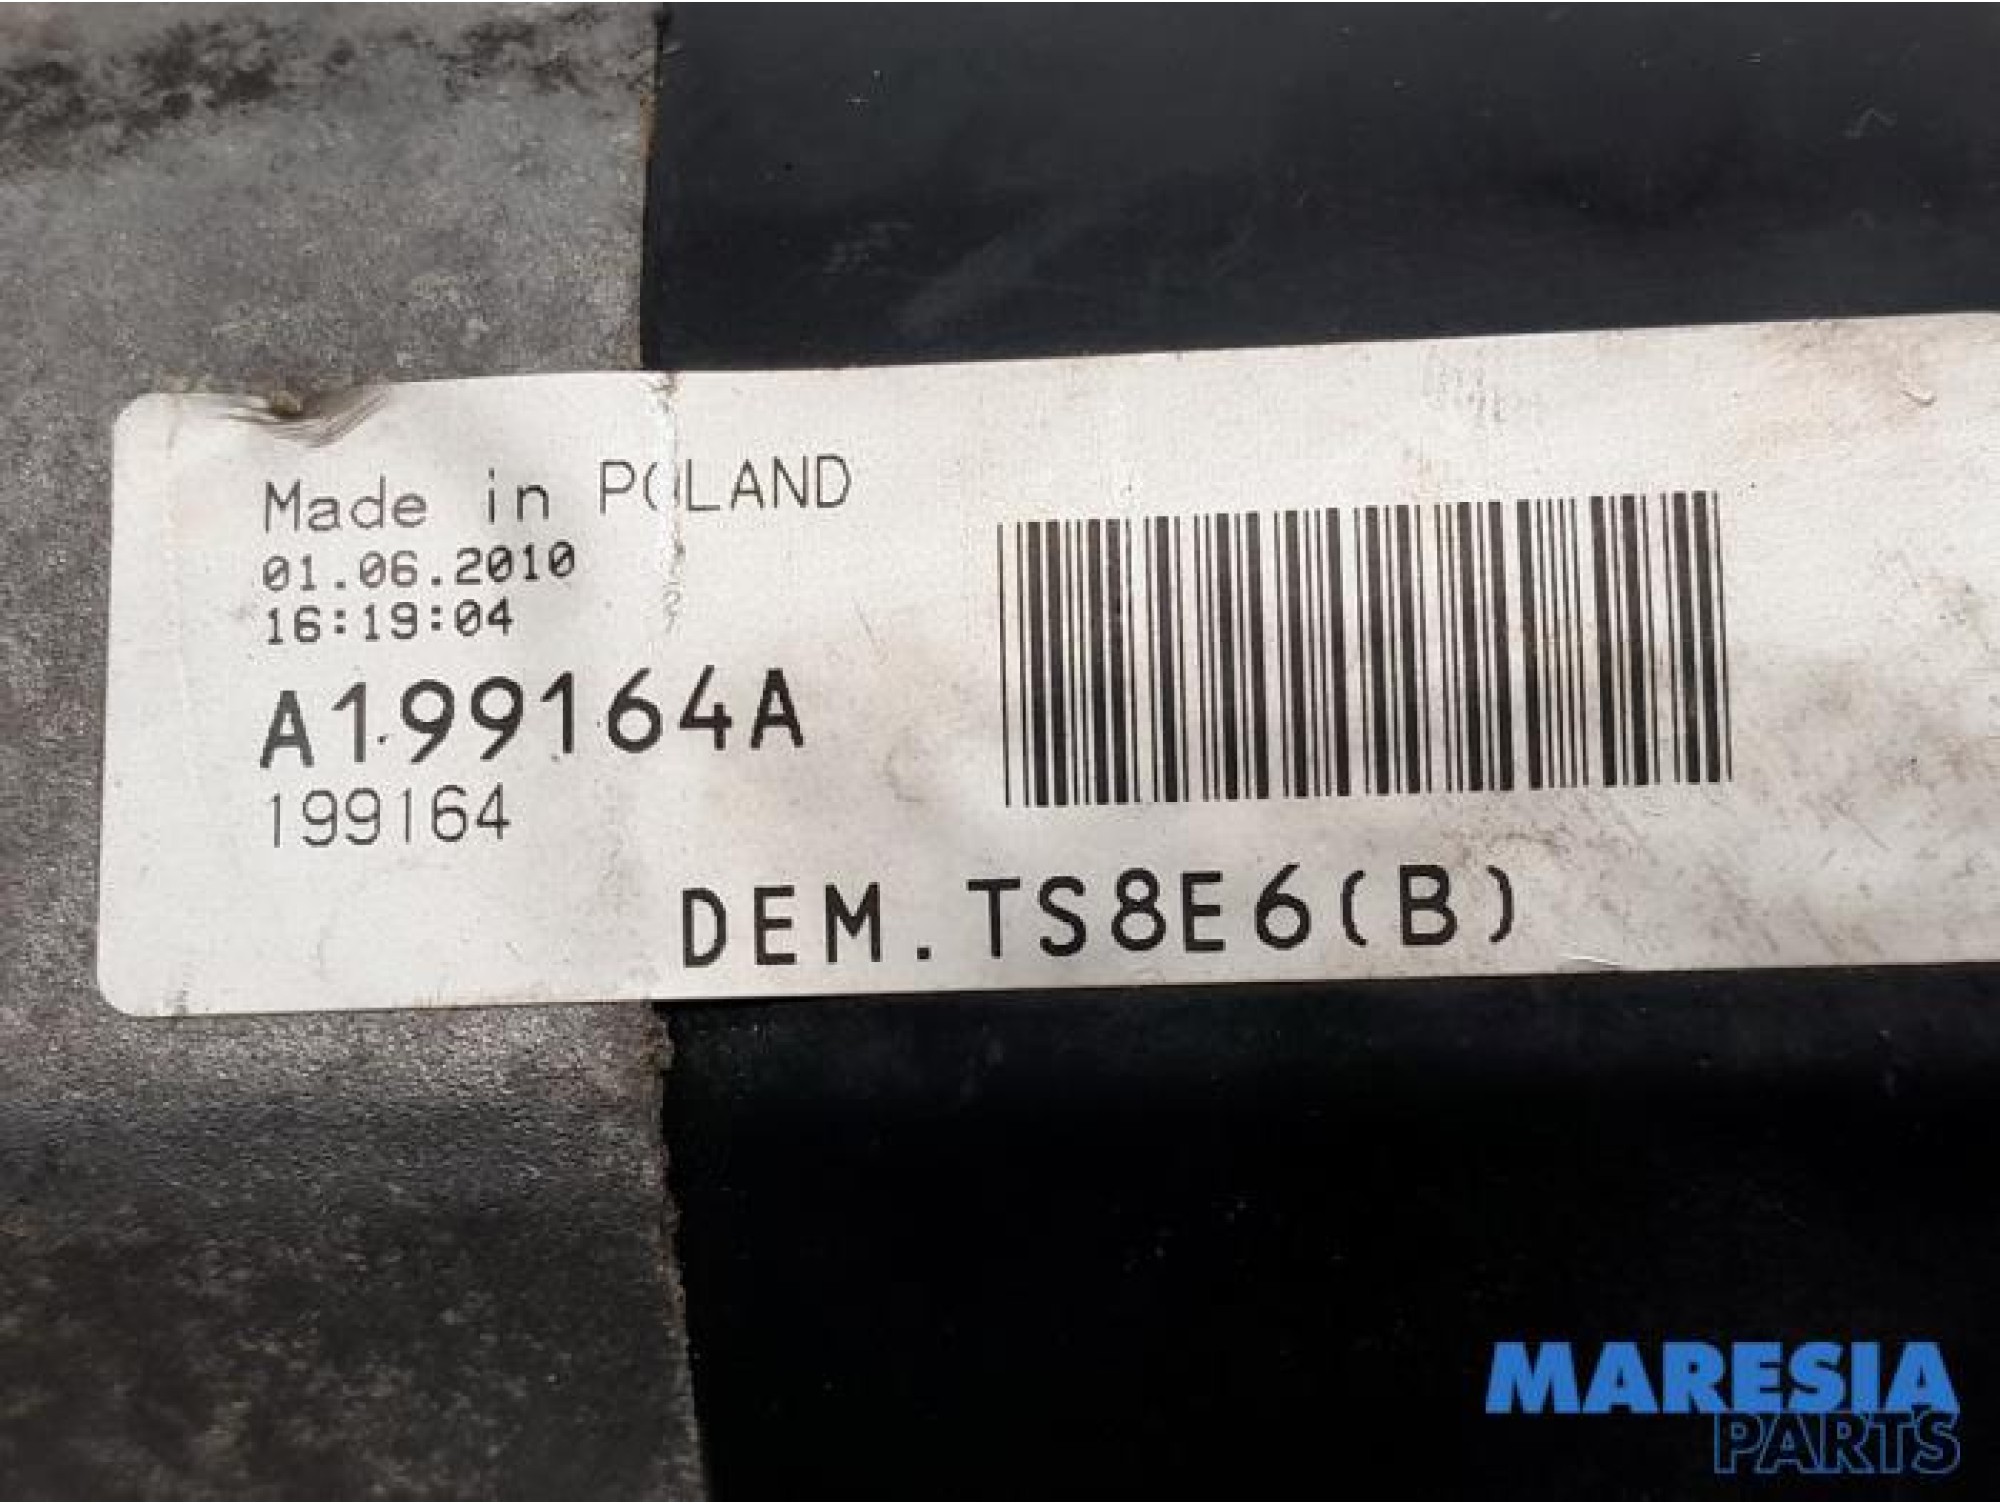 Made in POLAND
01.06.2010
16:19:04
A199164A
199164
DEM.TS8E6(B)
MARESIA
PARTS